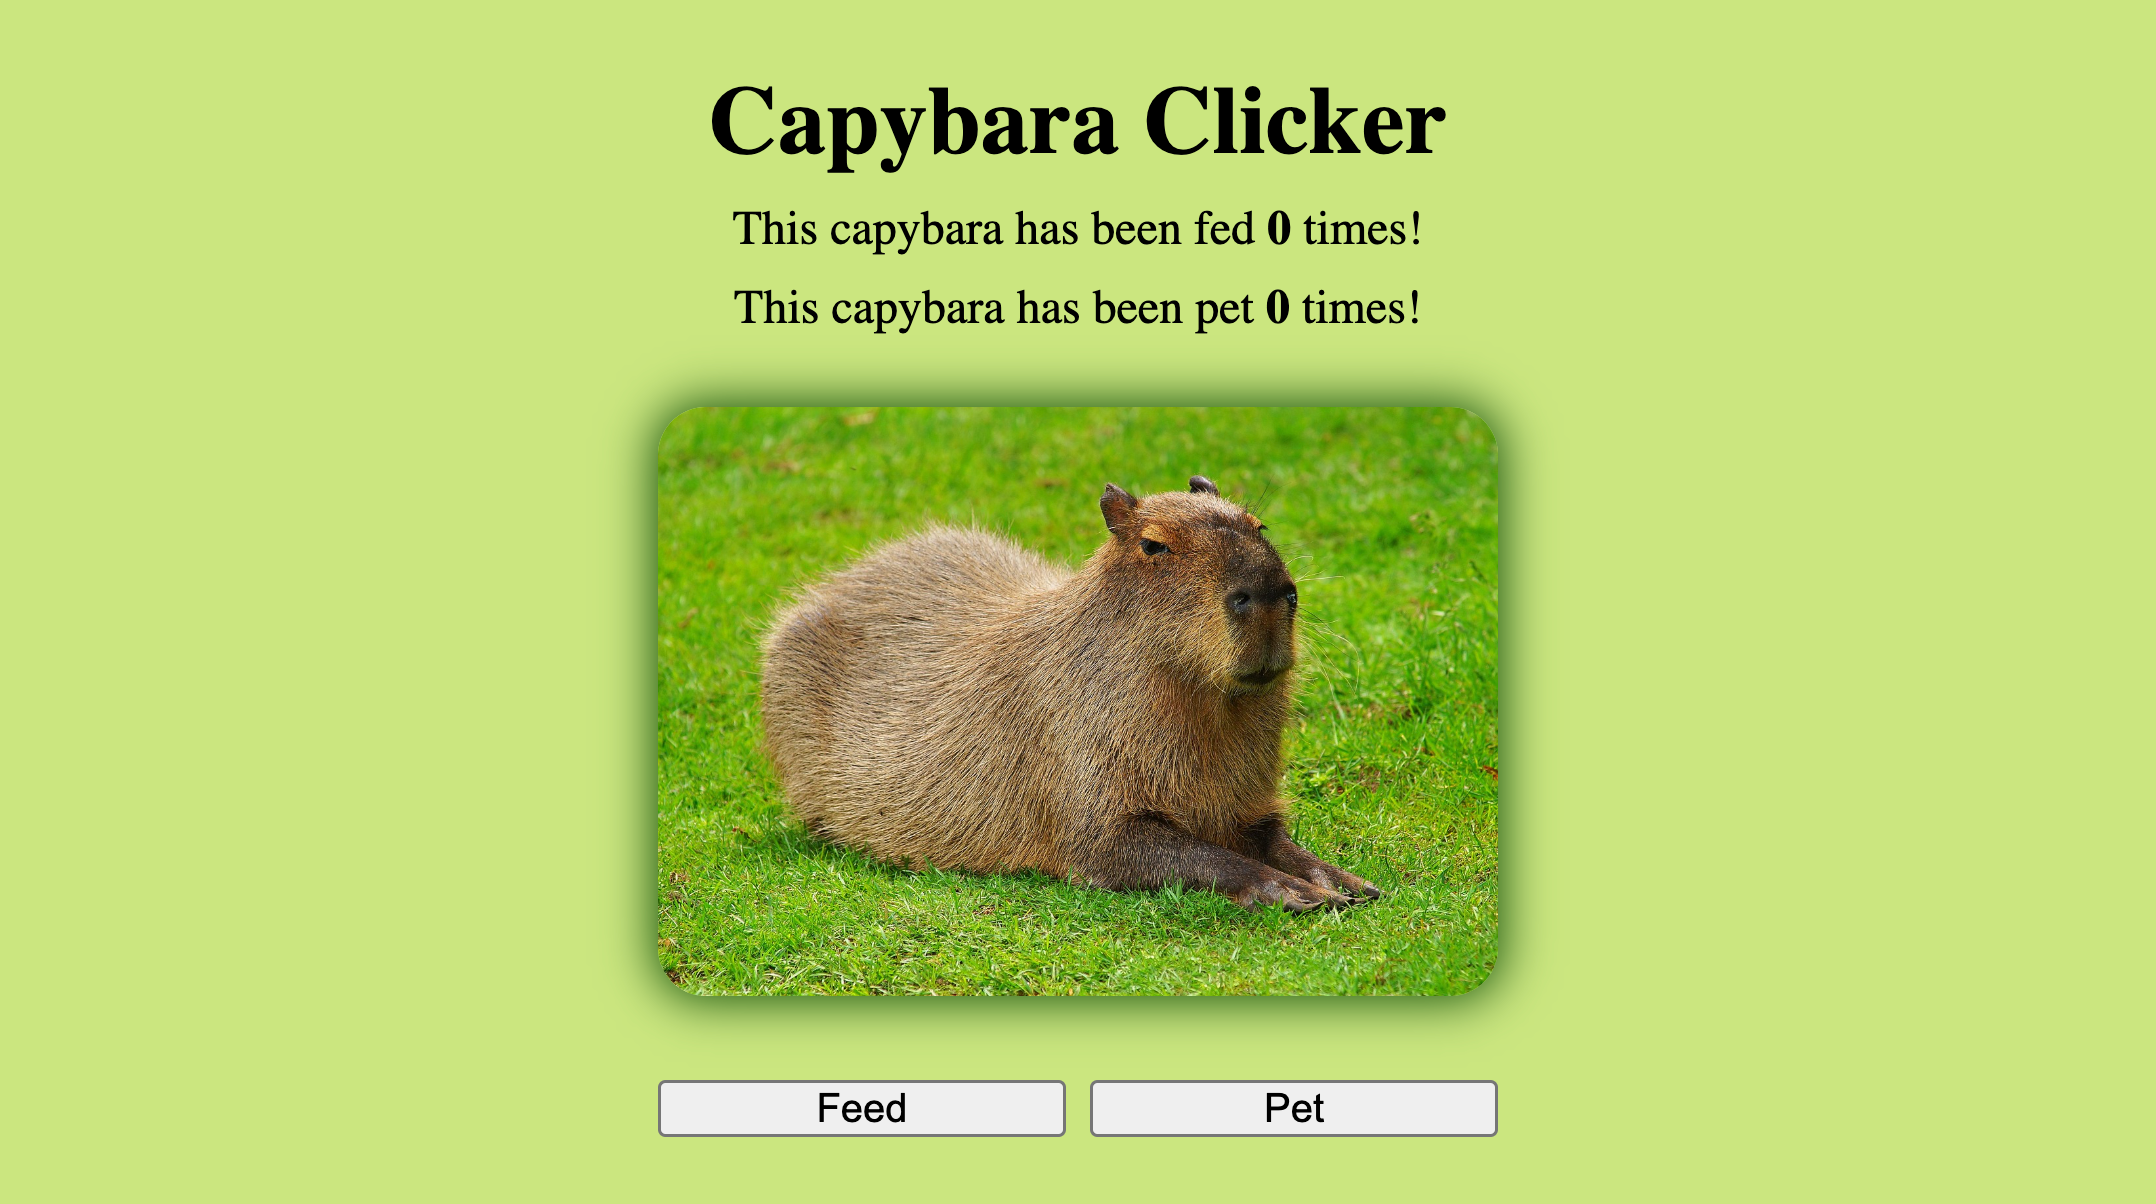 Capybara Clicker
This capybara has been fed 0 times!
This capybara has been pet 0 times!
Feed
Pet